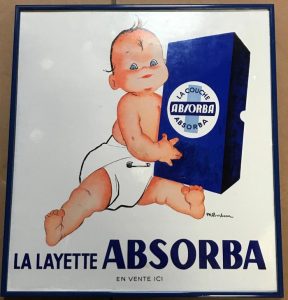 LA COUCHE
ABSORBA
ABSORBA
LA LAYETTE ABSORBA
EN VENTE ICI